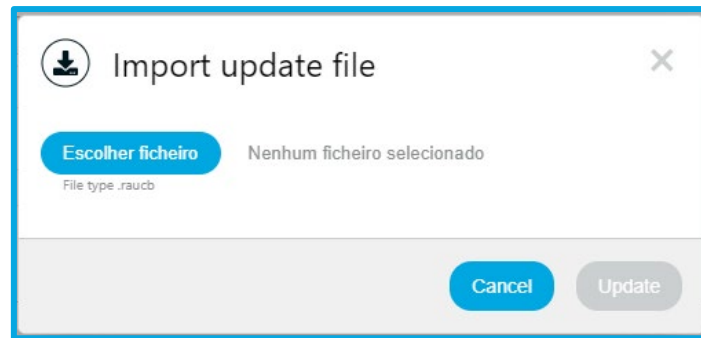 Import update file
Escolher ficheiro Nenhum ficheiro selecionado
File type .raucb
Cancel Update